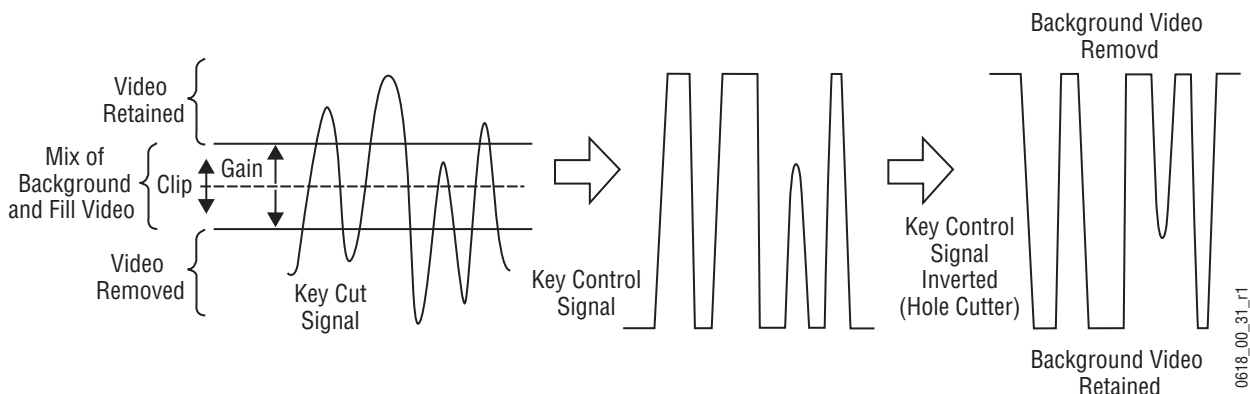 Video
Retained
Mix of
Background
and Fill Video
Clip
Gain
Video
Removed
Key Cut
Signal
Key Control
Signal
Key Control
Signal
Inverted
(Hole Cutter)
Background Video
Removd
Background Video
Retained
0618_00_31_r1